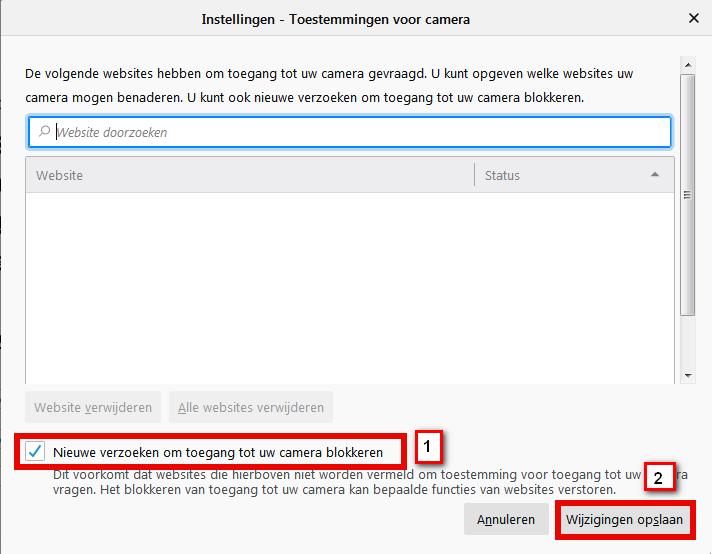 Instellingen - Toestemmingen voor camera
De volgende websites hebben om toegang tot uw camera gevraagd. U kunt opgeven welke websites uw
camera mogen benaderen. U kunt ook nieuwe verzoeken om toegang tot uw camera blokkeren.
Website doorzoeken
Website Status
Website verwijderen Alle websites verwijderen
Nieuwe verzoeken om toegang tot uw camera blokkeren 1
Dit voorkomt dat websites die hierboven niet worden vermeld om toestemming voor toegang tot uw
vragen. Het blokkeren van toegang tot uw camera kan bepaalde functies van websites verstoren.
2
Annuleren Wijzigingen opslaan